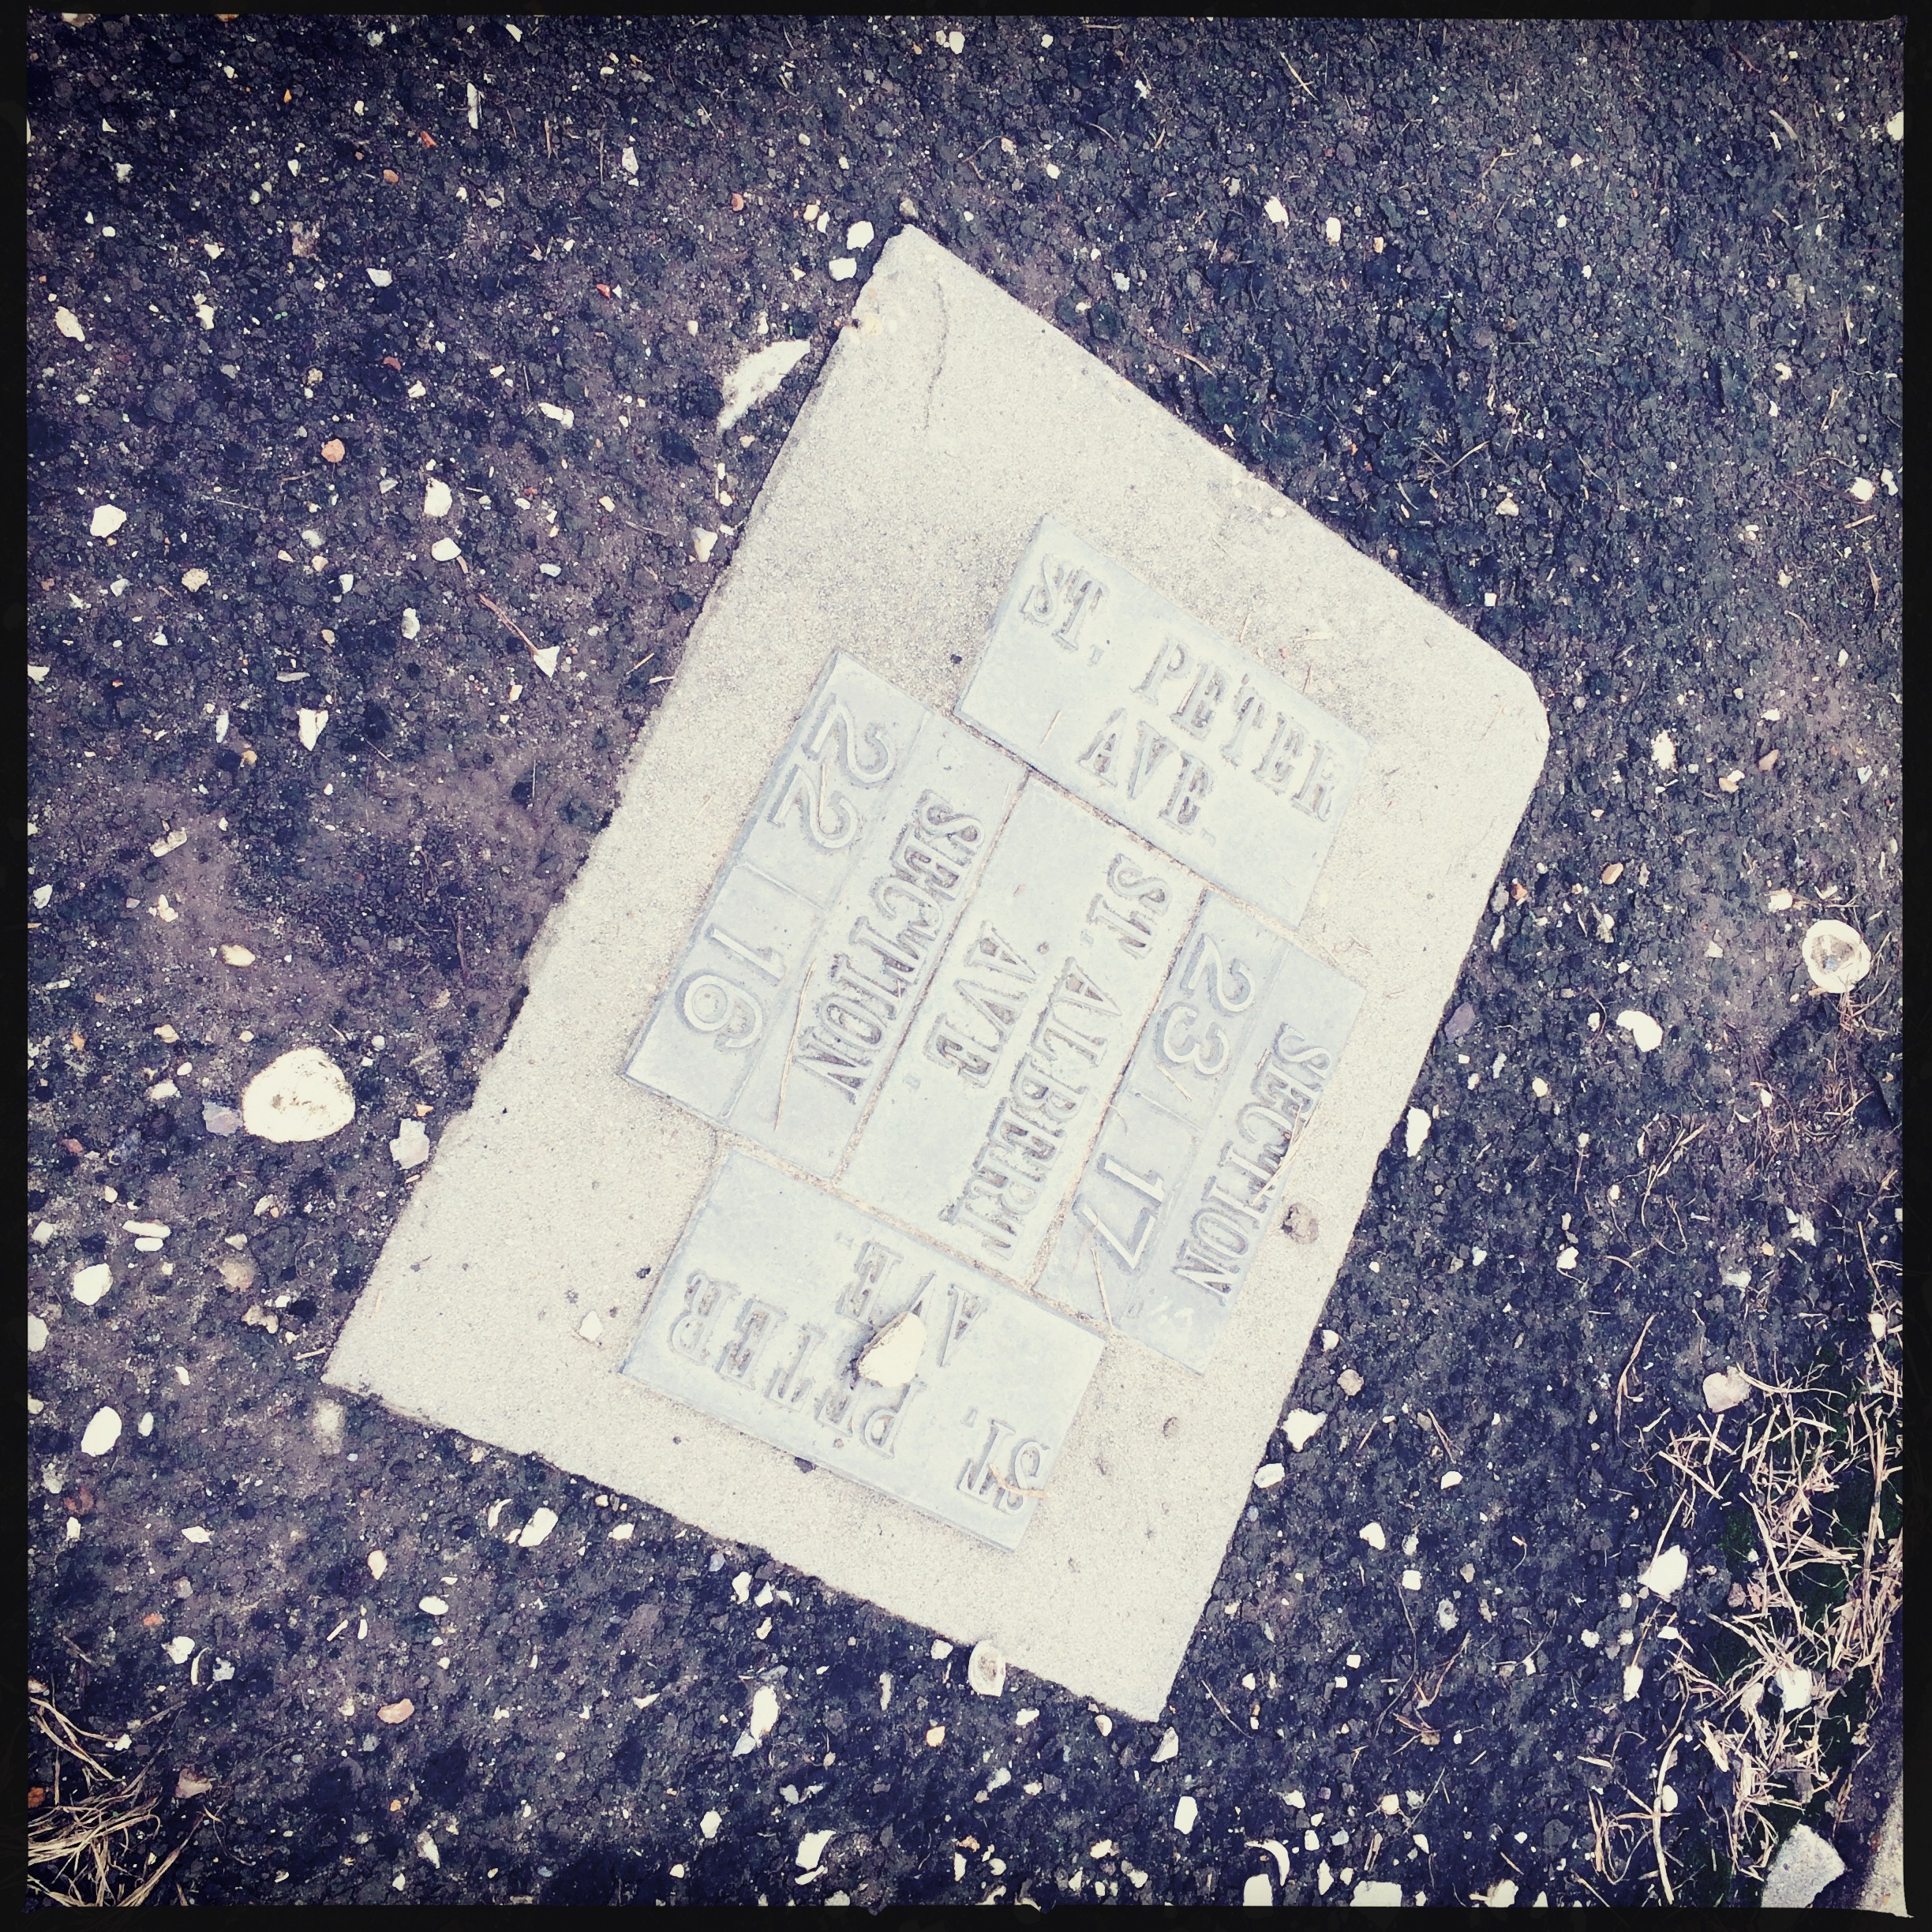 ST. PETER
AVE.
SECTION
22 16
ST. ALBERT
AVE.
SECTION
23 17
ST. PETER
AVE.